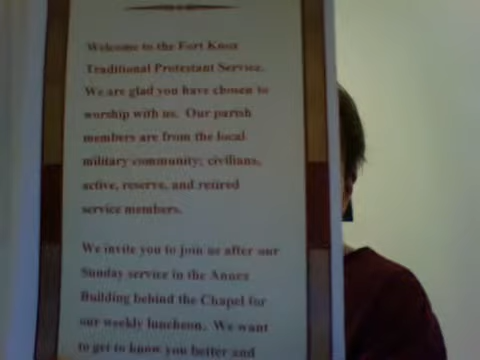 Welcome to the Fort Knox
Traditional Protestant Service.
We are glad you have chosen to
worship with us. Our parish
members are from the local
military community; civilians,
active, reserve, and retired
service members.
We invite you to join us after our
Sunday service in the Annex
Building behind the Chapel for
our weekly luncheon. We want
to get to know you better and